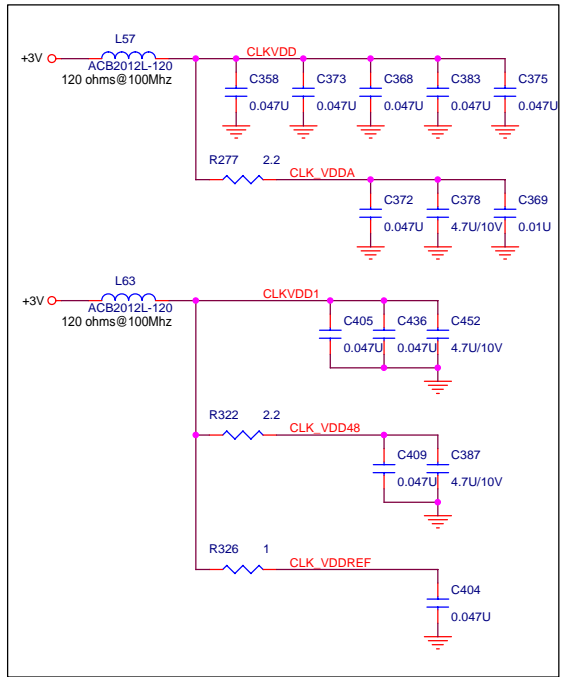 L57
+3V
CLKVDD
ACB2012L-120
120 ohms@100Mhz
C358
C373
C368
C383
C375
0.047U
0.047U
0.047U
0.047U
0.047U
R277
2.2
CLK_VDDA
C372
C378
C369
0.047U
4.7U/10V
0.01U
L63
+3V
CLKVDD1
ACB2012L-120
120 ohms@100Mhz
C405
C436
C452
0.047U
0.047U
4.7U/10V
R322
2.2
CLK_VDD48
C409
C387
0.047U
4.7U/10V
R326
1
CLK_VDDREF
C404
0.047U